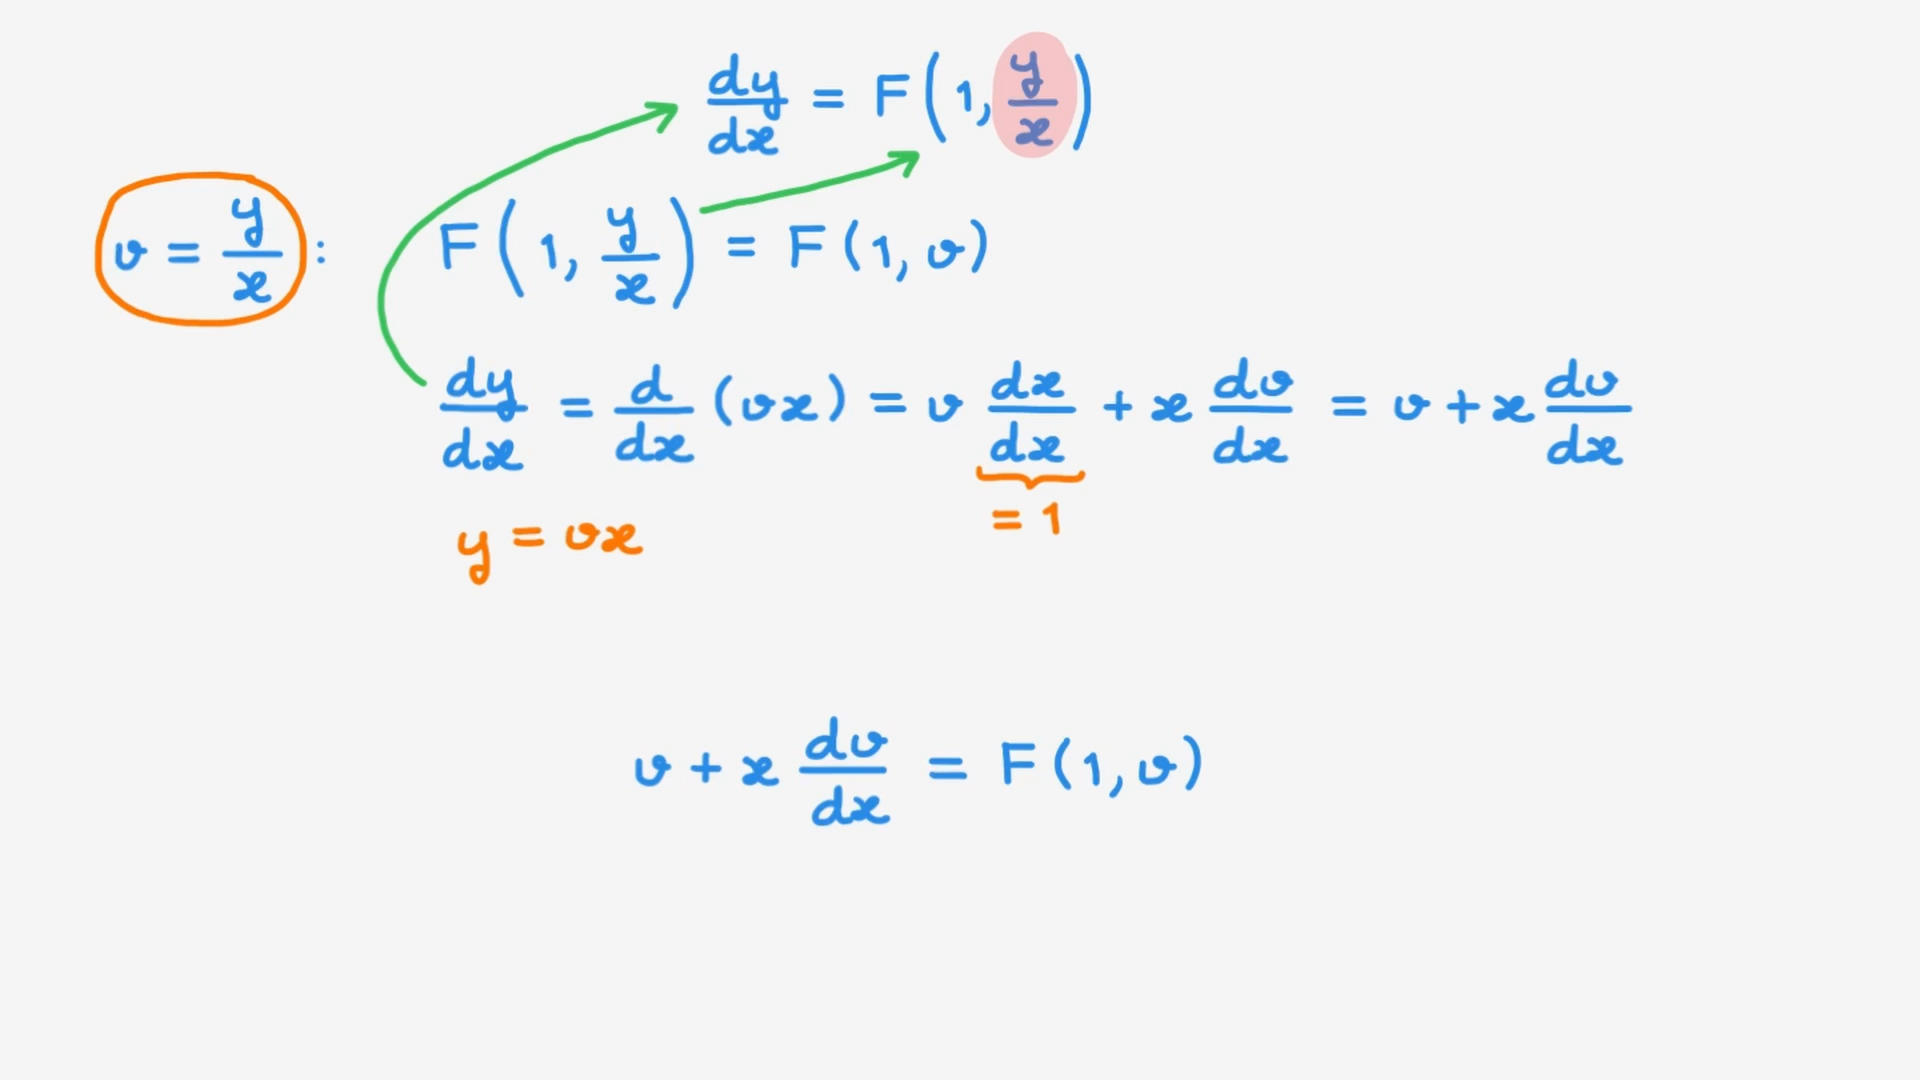 dy/dx = F(1, y/x)
v = y/x : F(1, y/x) = F(1, v)
dy/dx = d/dx (vx) = v dx/dx + x dv/dx = v + x dv/dx
= 1
y = vx
v + x dv/dx = F(1, v)